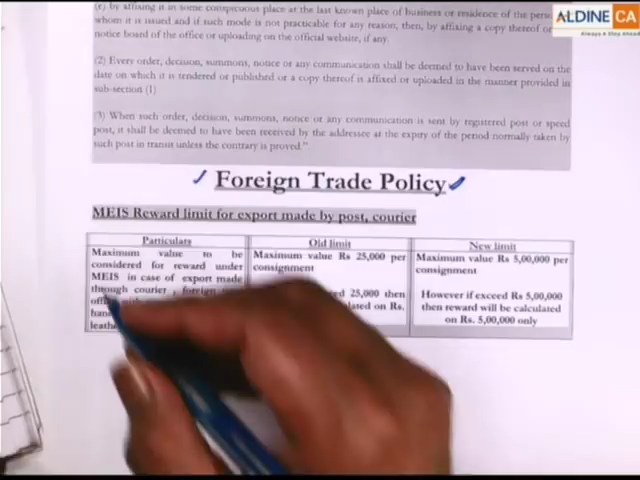 (e) by affixing it in some conspicuous place at the last known place of business or residence of the
whom it is issued and if such mode is not practicable for any reason, then, by affixing a copy thereof
notice board of the office or uploading on the official website, if any.
ALDINE CA
Always A Step Ahead
(2) Every order, decision, summons, notice or any communication shall be deemed to have been served on the
date on which it is tendered or published or a copy thereof is affixed or uploaded in the manner provided in
sub-section (1)
(3) When such order, decision, summons, notice or any communication is sent by registered post or speed
post, it shall be deemed to have been received by the addressee at the expiry of the period normally taken by
such post in transit unless the contrary is proved."
Foreign Trade Policy
MEIS Reward limit for export made by post, courier
Particulars
Maximum value to be
considered for reward under
MEIS in case of export made
through courier , foreign
Old limit
Maximum value Rs 25,000 per
consignment
25,000 then
on Rs.
New limit
Maximum value Rs 5,00,000 per
consignment
However if exceed Rs 5,00,000
then reward will be calculated
on Rs. 5,00,000 only